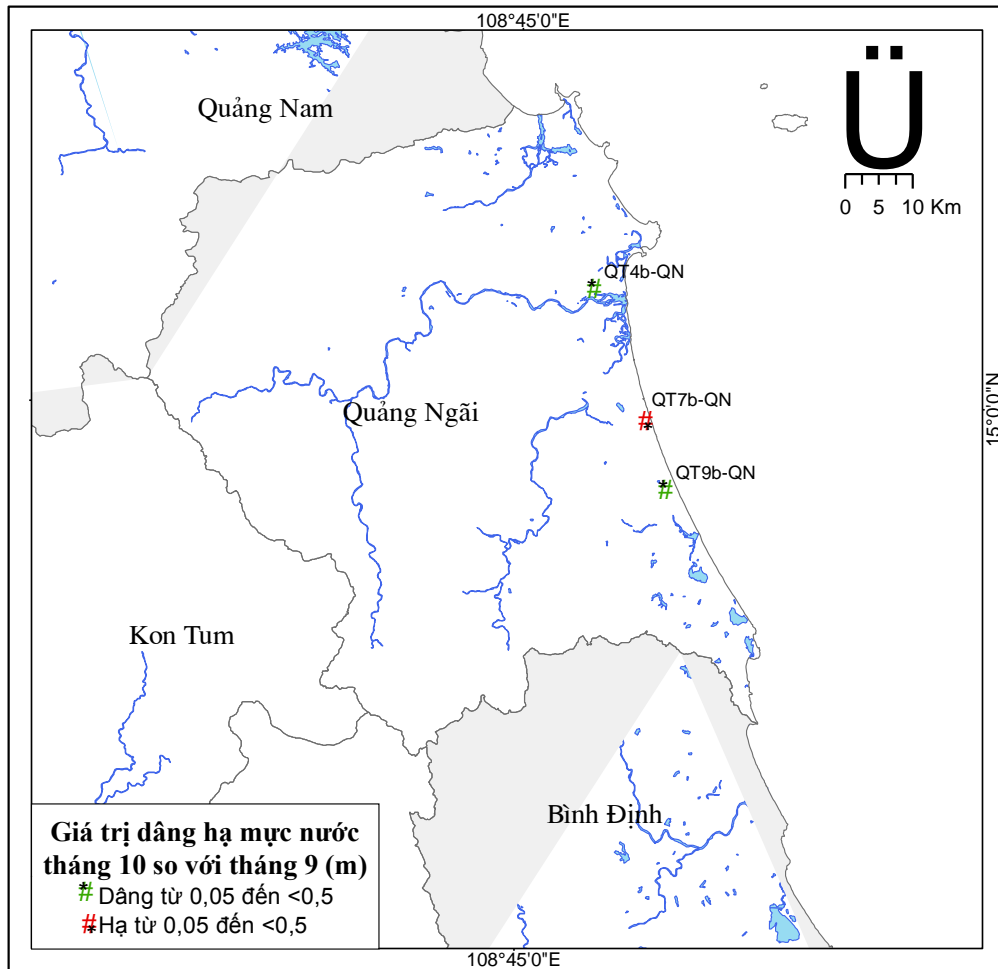 108°45'0"E
Ü
Quảng Nam
0 5 10 Km
QT4b-QN
QT7b-QN
Quảng Ngãi
15°0'0"N
QT9b-QN
Kon Tum
Bình Định
Giá trị dâng hạ mực nước
tháng 10 so với tháng 9 (m)
# Dâng từ 0,05 đến <0,5
# Hạ từ 0,05 đến <0,5
108°45'0"E